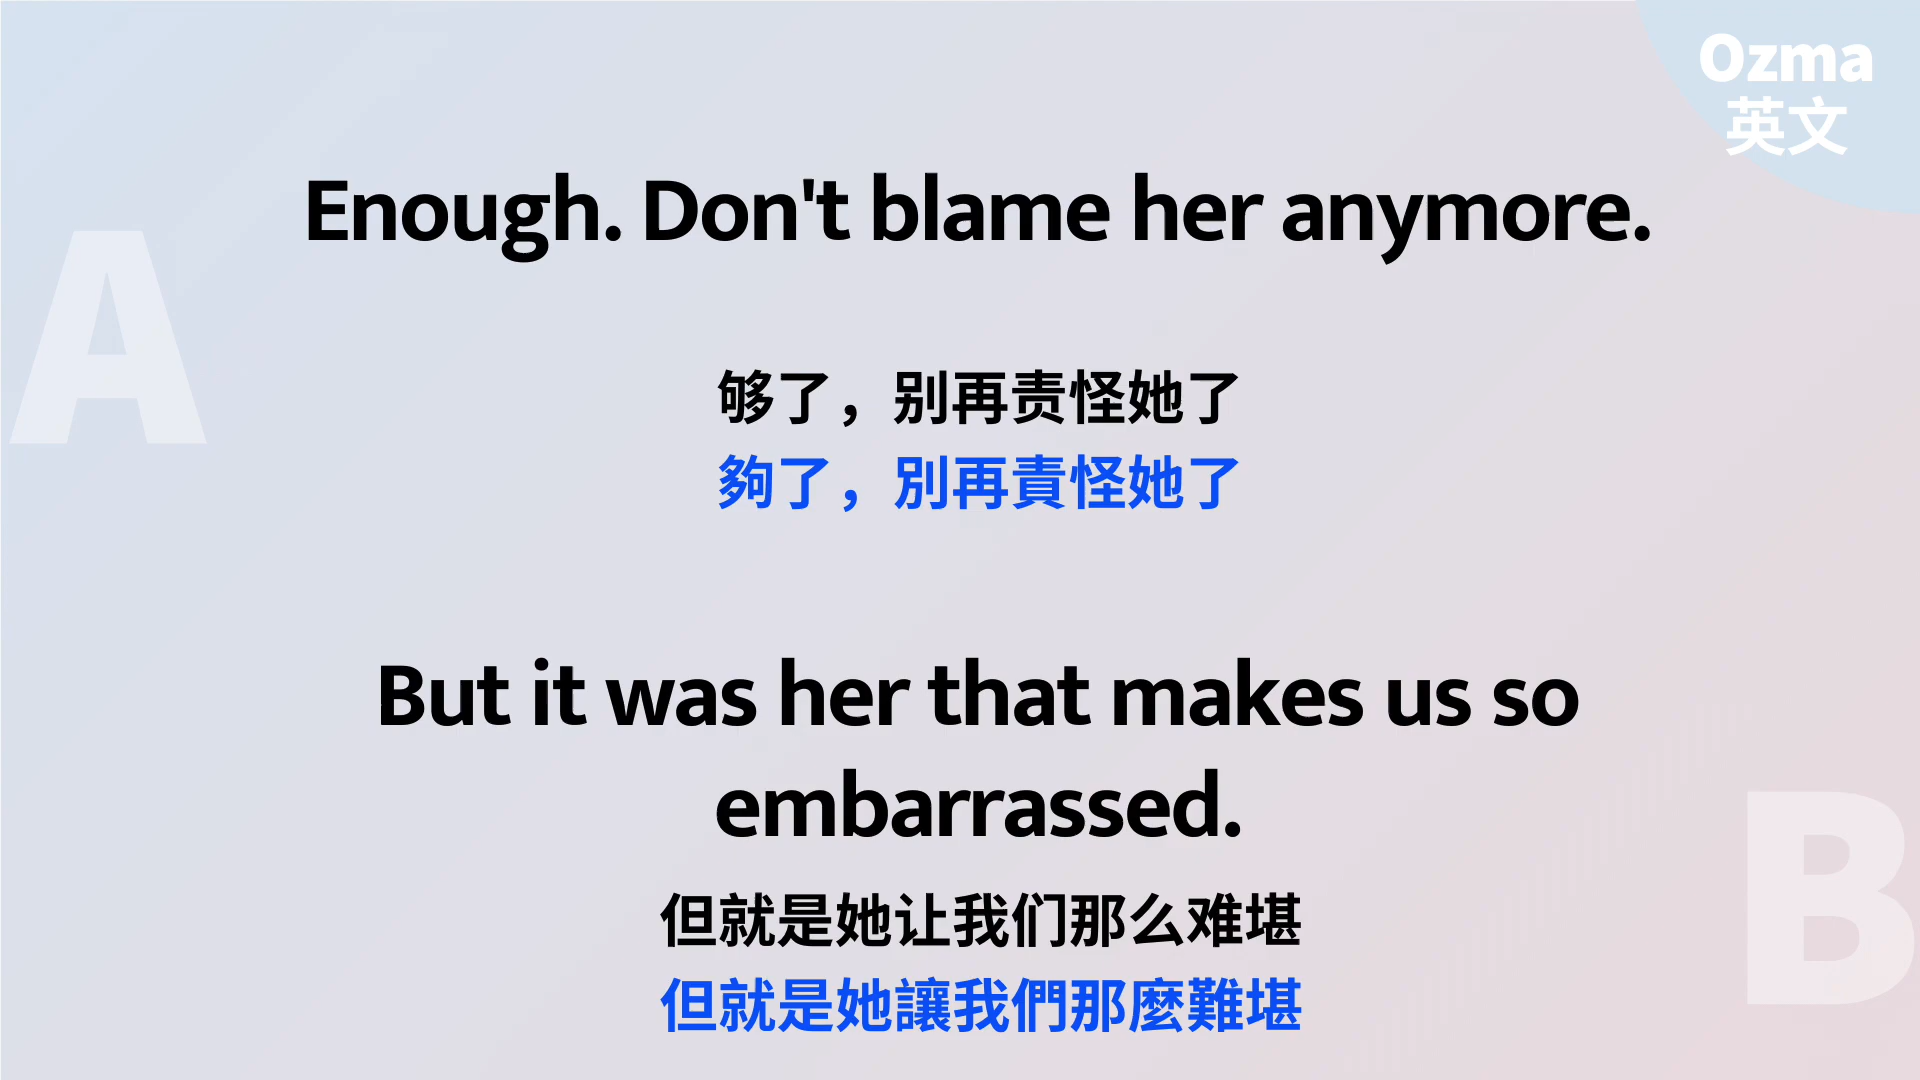 Ozma
英文
A
Enough. Don't blame her anymore.
够了，别再责怪她了
夠了，別再責怪她了
But it was her that makes us so
embarrassed.
B
但就是她让我们那么难堪
但就是她讓我們那麼難堪